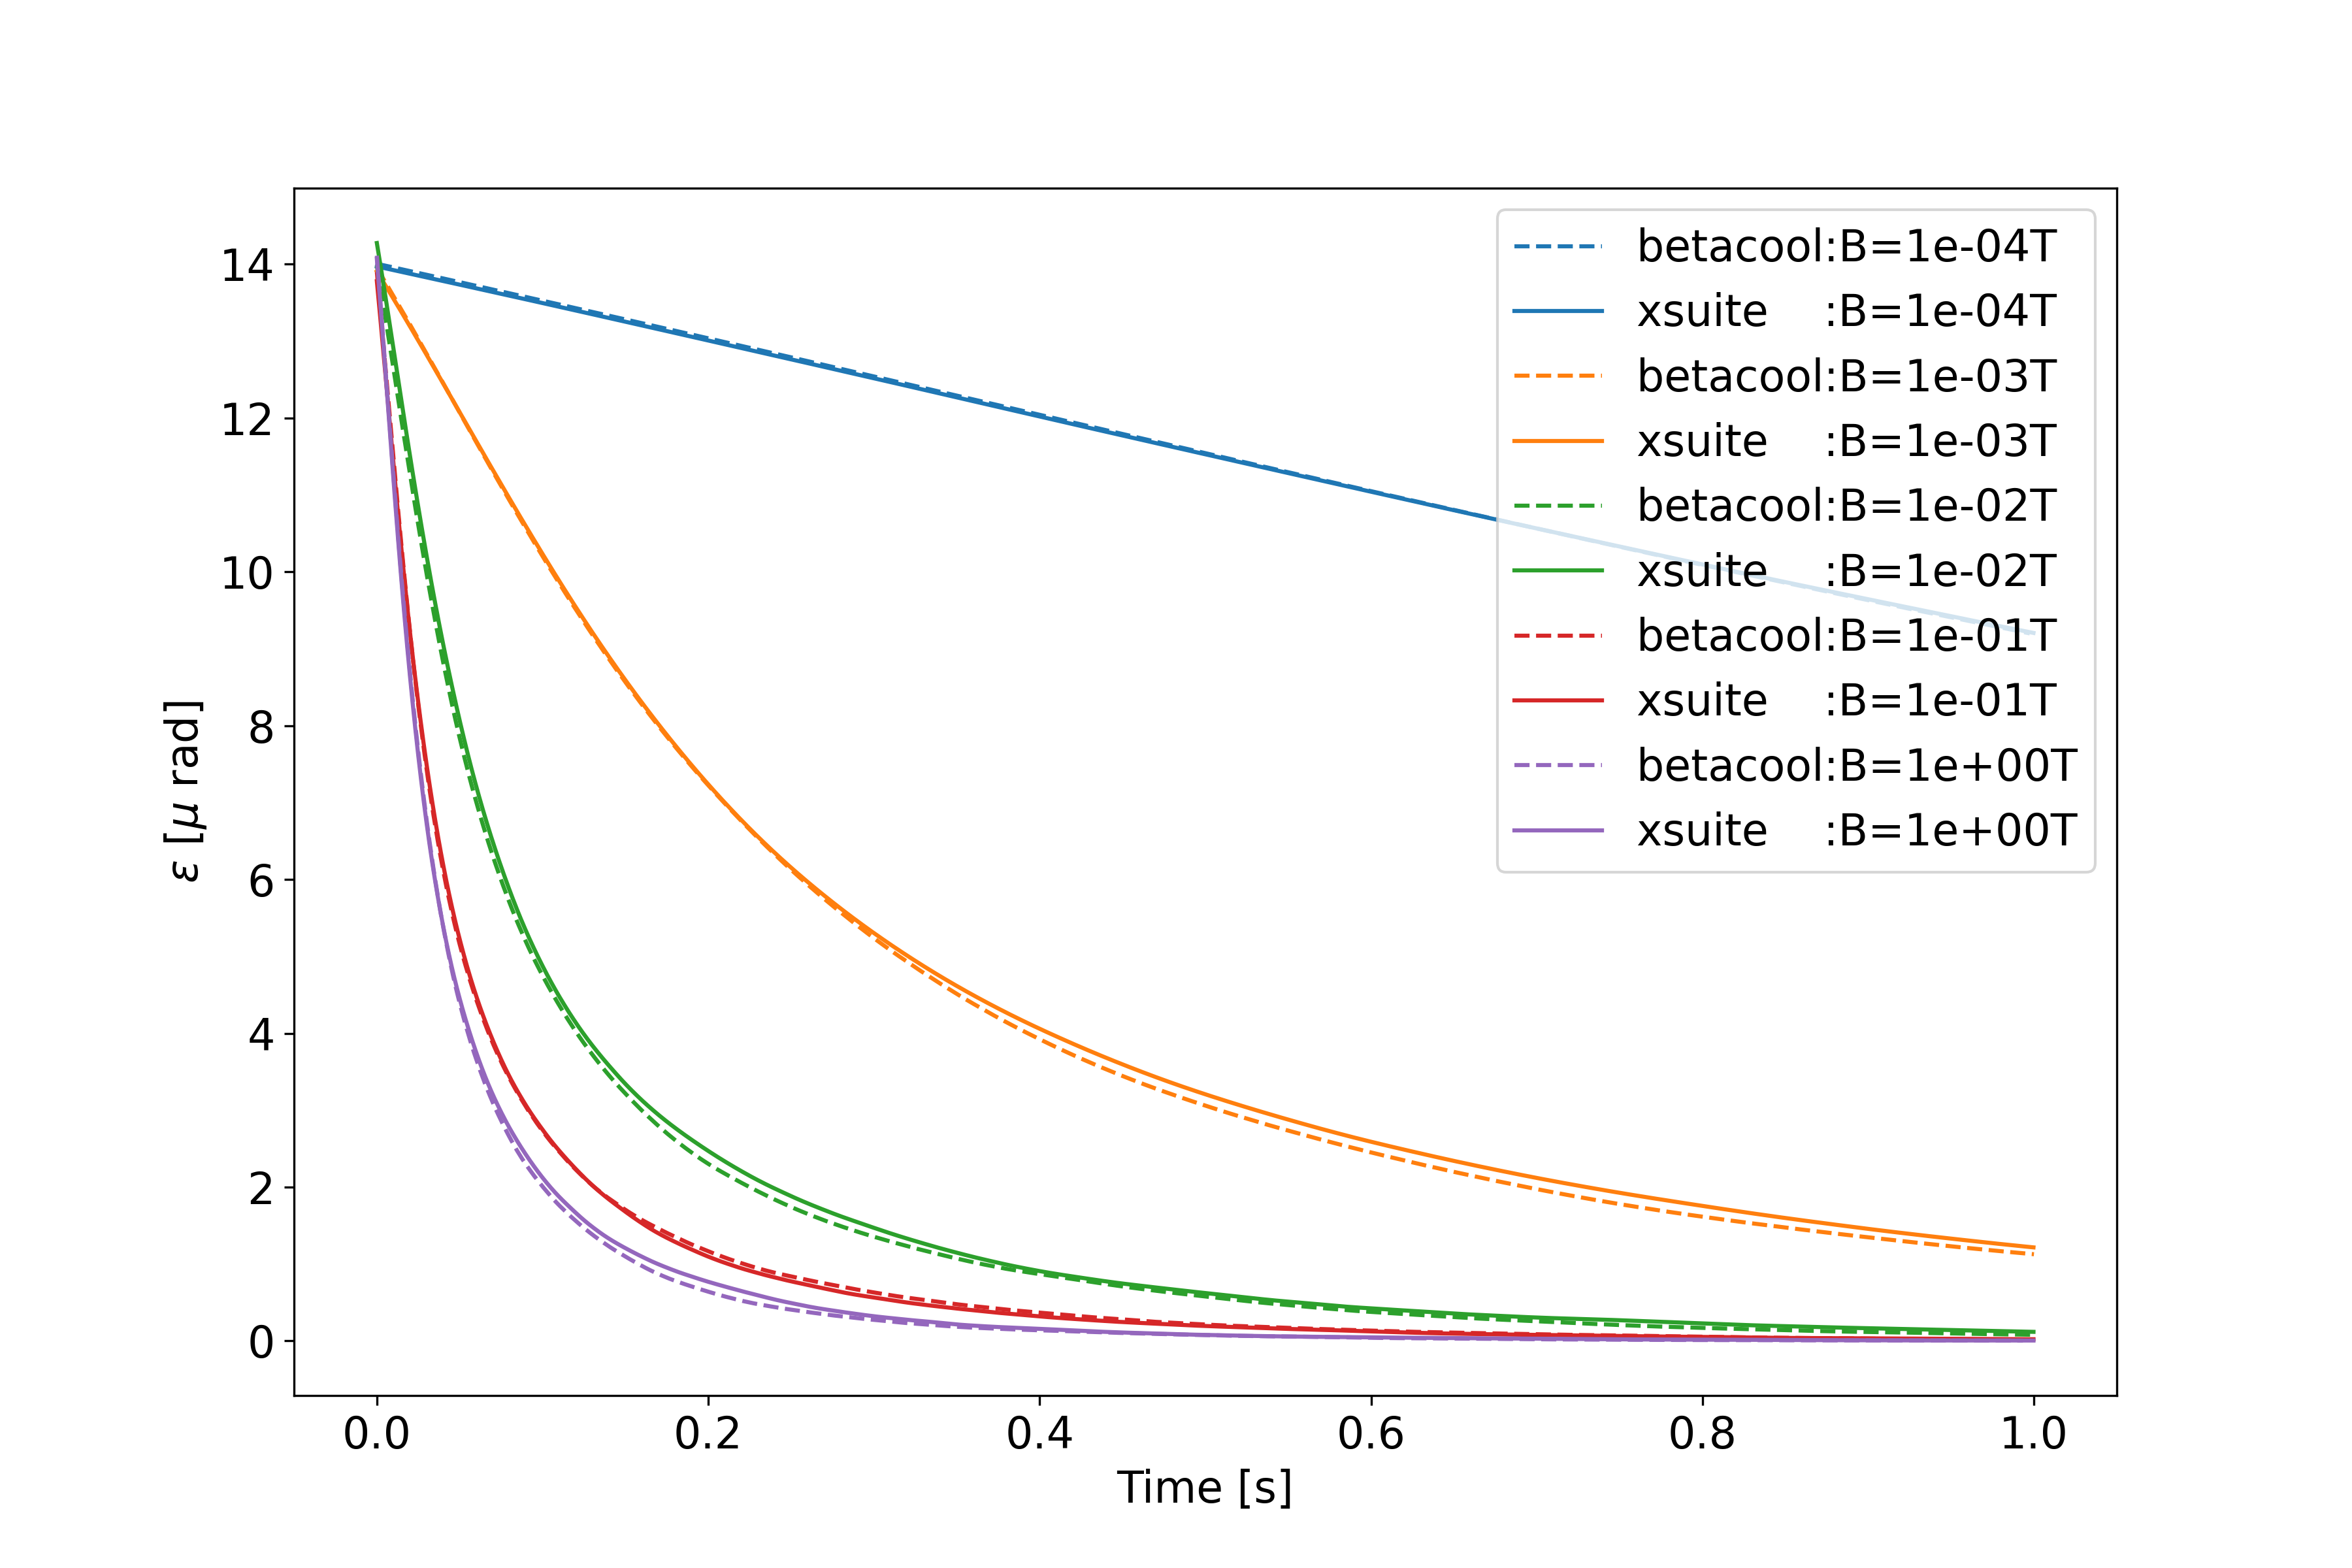 betacool:B=1e-04T
xsuite    :B=1e-04T
betacool:B=1e-03T
xsuite    :B=1e-03T
betacool:B=1e-02T
xsuite    :B=1e-02T
betacool:B=1e-01T
xsuite    :B=1e-01T
betacool:B=1e+00T
xsuite    :B=1e+00T
14
12
10
8
6
4
2
0
ε [μ rad]
0.0 0.2 0.4 0.6 0.8 1.0
Time [s]